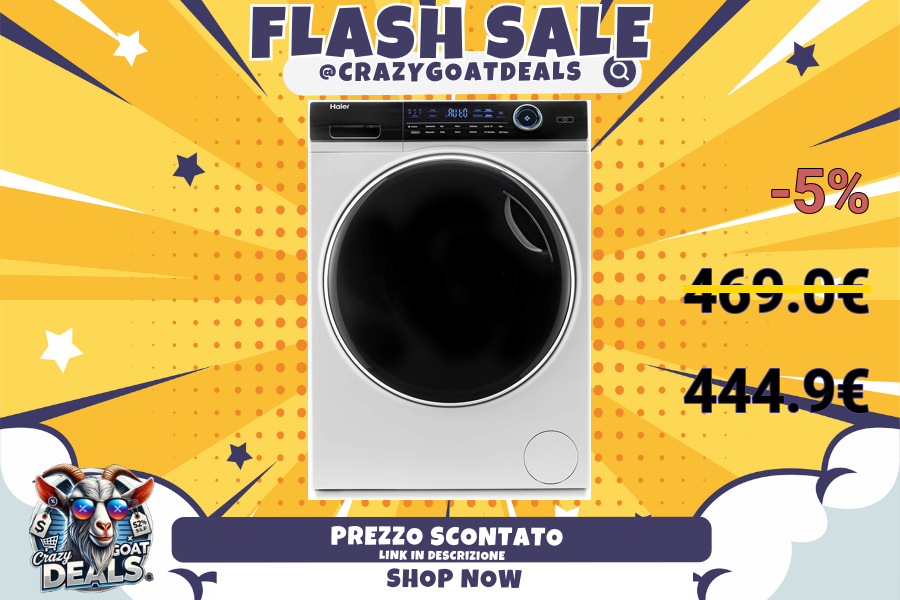 FLASH SALE
@CRAZYGOATDEALS
Haier
AUTO
-5%
469.0€
444.9€
PREZZO SCONTATO
LINK IN DESCRIZIONE
SHOP NOW
$
52%
Crazy
GOAT
DEALS